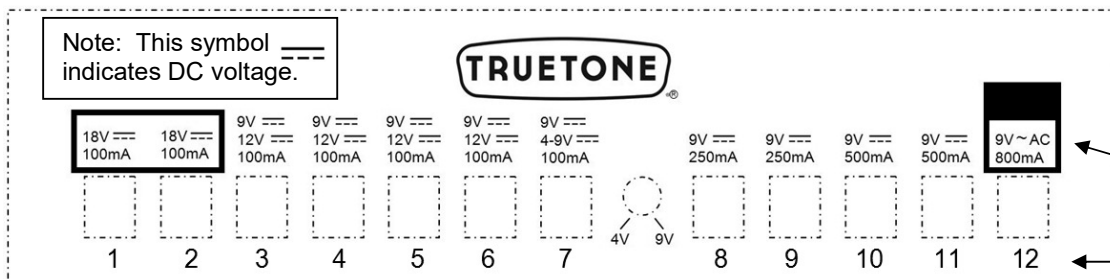 Note: This symbol
indicates DC voltage.
TRUETONE
®
18V 18V 9V 9V 9V 9V 9V 9V 9V 9V 9V 9V~AC
100mA 100mA 12V 12V 12V 12V 4-9V 250mA 250mA 500mA 500mA 800mA
100mA 100mA 100mA 100mA 100mA
4V 9V
1 2 3 4 5 6 7 8 9 10 11 12